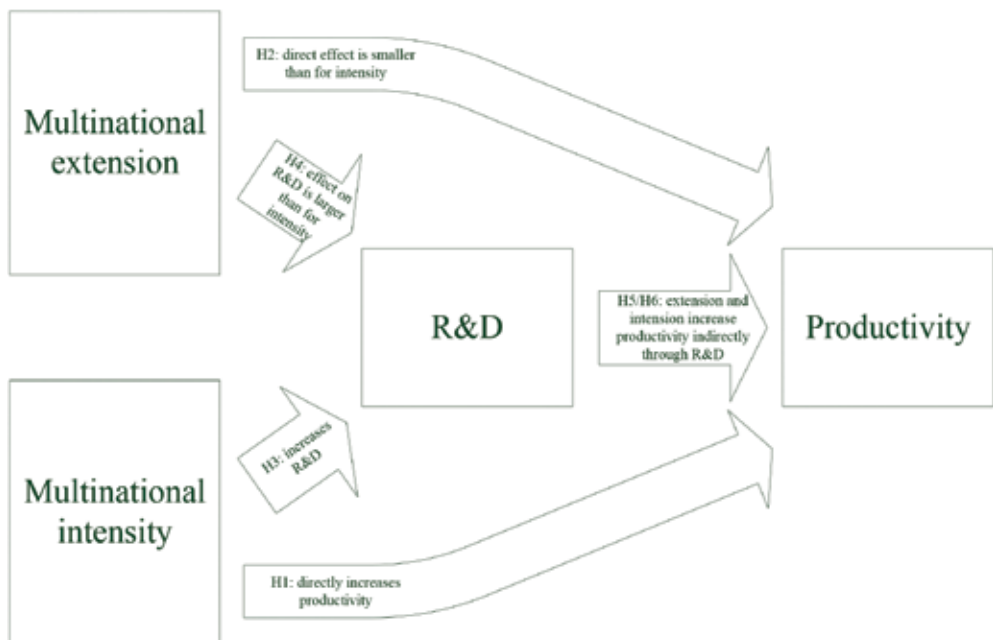 H2: direct effect is smaller
than for intensity
Multinational
extension
H4: effect on
R&D is larger
than for
intensity
R&D
H5/H6: extension and
intension increase
productivity indirectly
through R&D
Productivity
H3: increases
R&D
Multinational
intensity
H1: directly increases
productivity